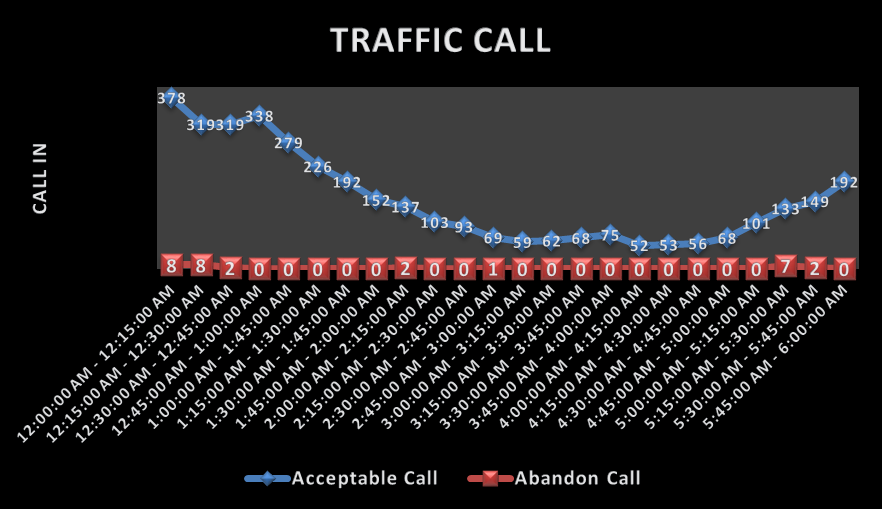 TRAFFIC CALL
CALL IN
378 319 319 338 279 226 192 152 137 103 93 69 59 62 68 75 52 53 56 68 101 133 149 192
8 8 2 0 0 0 0 0 2 0 0 1 0 0 0 0 0 0 0 0 0 7 2 0
12:00:00 AM - 12:15:00 AM
12:15:00 AM - 12:30:00 AM
12:30:00 AM - 12:45:00 AM
12:45:00 AM - 1:00:00 AM
1:00:00 AM - 1:45:00 AM
1:15:00 AM - 1:30:00 AM
1:30:00 AM - 1:45:00 AM
1:45:00 AM - 2:00:00 AM
2:00:00 AM - 2:15:00 AM
2:15:00 AM - 2:30:00 AM
2:30:00 AM - 2:45:00 AM
2:45:00 AM - 3:00:00 AM
3:00:00 AM - 3:15:00 AM
3:15:00 AM - 3:30:00 AM
3:30:00 AM - 3:45:00 AM
3:45:00 AM - 4:00:00 AM
4:00:00 AM - 4:15:00 AM
4:15:00 AM - 4:30:00 AM
4:30:00 AM - 4:45:00 AM
4:45:00 AM - 5:00:00 AM
5:00:00 AM - 5:15:00 AM
5:15:00 AM - 5:30:00 AM
5:30:00 AM - 5:45:00 AM
5:45:00 AM - 6:00:00 AM
Acceptable Call
Abandon Call